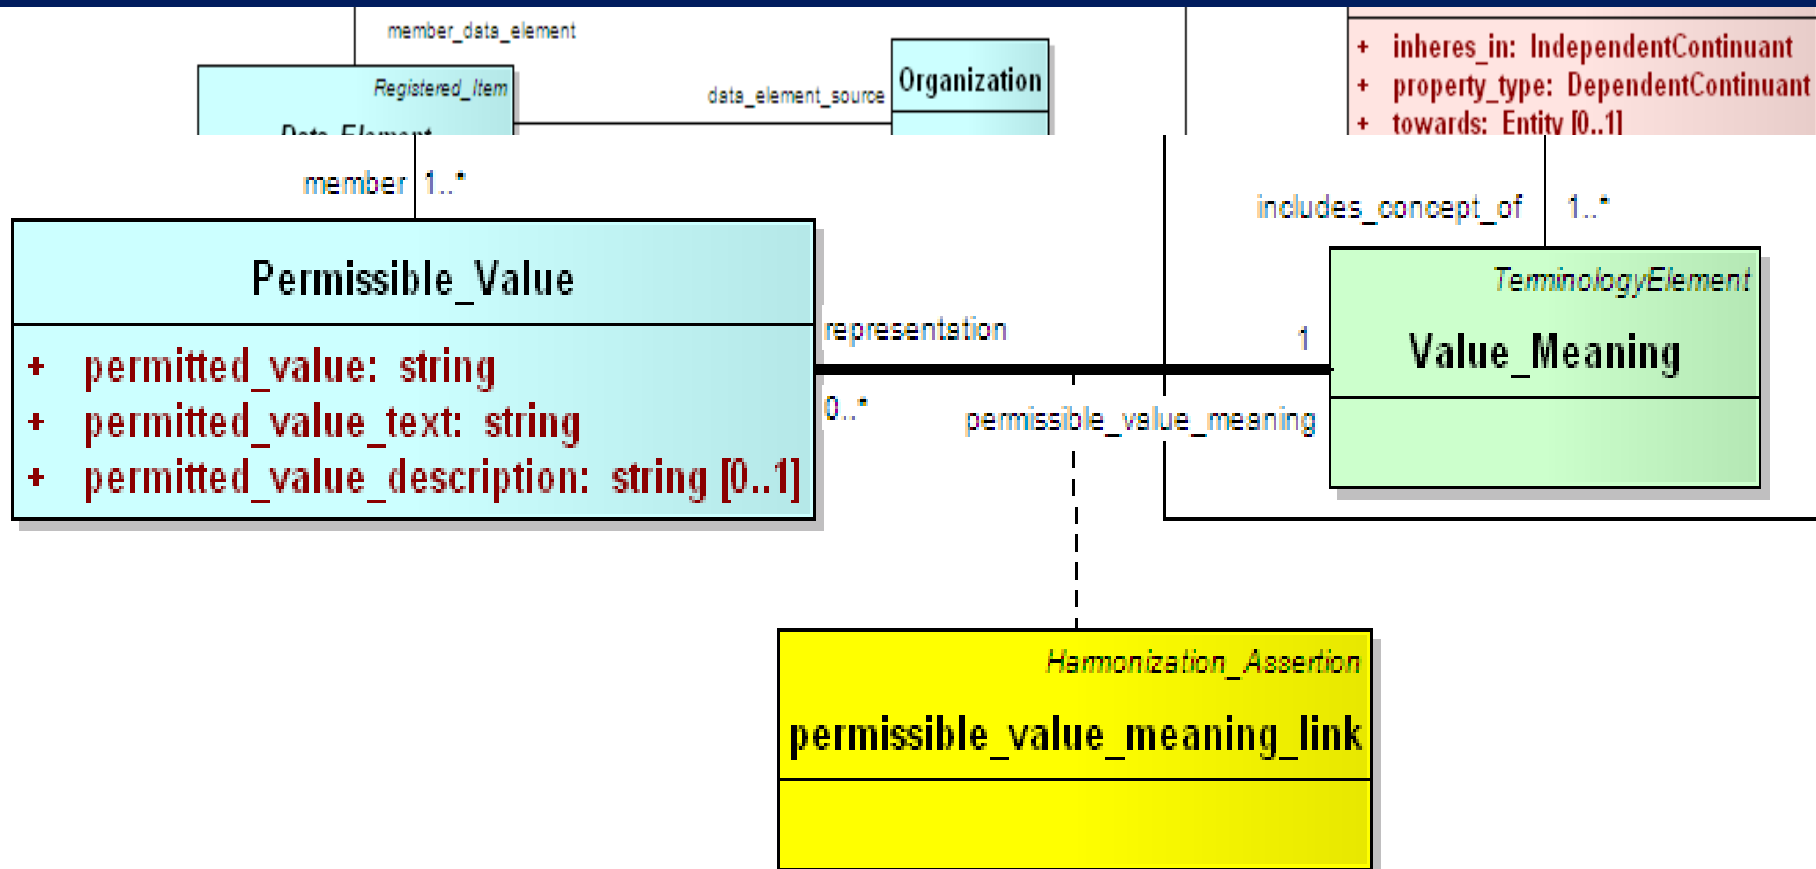 member_data_element
Registered_Item
Data_Element
data_element_source
Organization
+ inheres_in: IndependentContinuant
+ property_type: DependentContinuant
+ towards: Entity [0..1]
member 1..*
includes_concept_of 1..*
Permissible_Value
+ permitted_value: string
+ permitted_value_text: string
+ permitted_value_description: string [0..1]
representation
0..*
1
permissible_value_meaning
TerminologyElement
Value_Meaning
Harmonization_Assertion
permissible_value_meaning_link